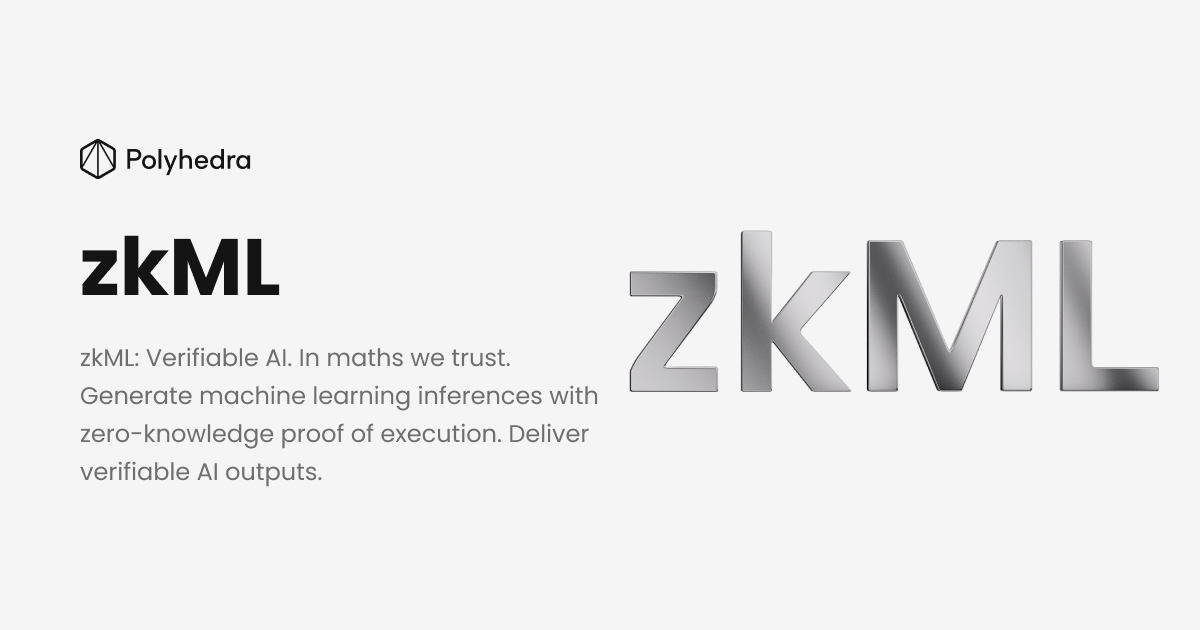 Polyhedra
zkML
zkML: Verifiable AI. In maths we trust.
Generate machine learning inferences with
zero-knowledge proof of execution. Deliver
verifiable AI outputs.
zkML